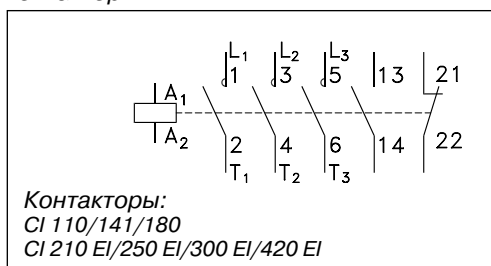 L₁ L₂ L₃
A₁ 1 3 5 13 21
A₂ 2 4 6 14 22
T₁ T₂ T₃
Контакторы:
CI 110/141/180
CI 210 EI/250 EI/300 EI/420 EI